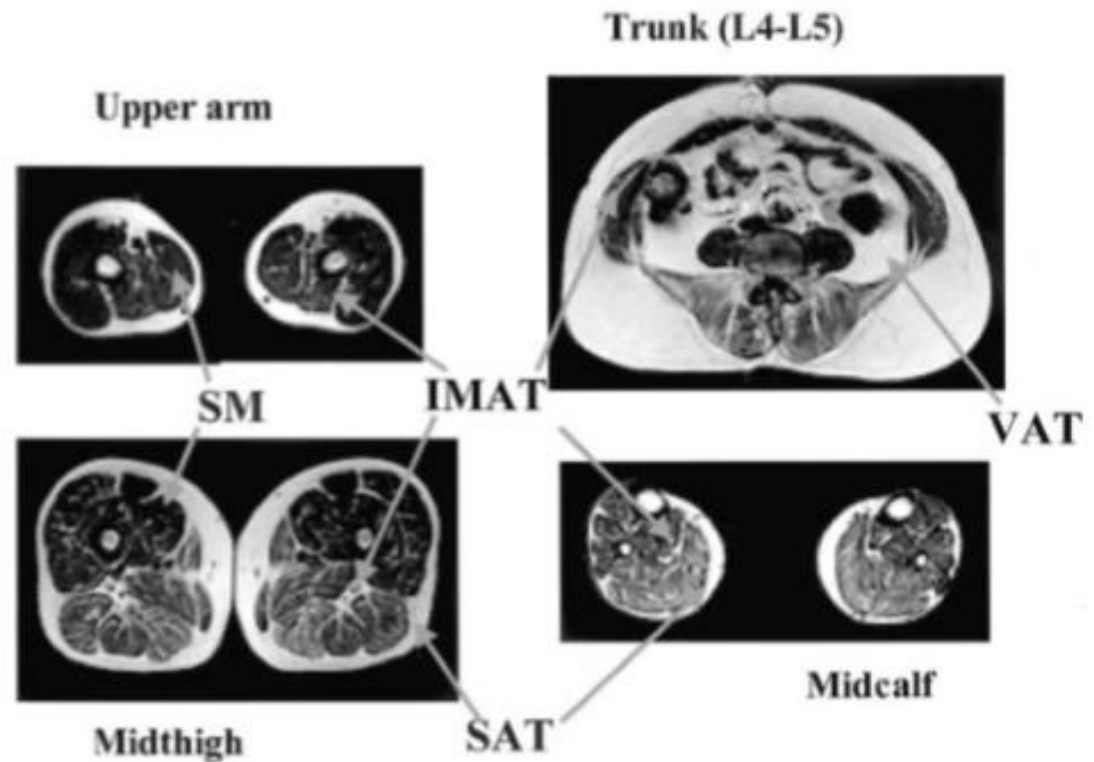 Trunk (L4-L5)
Upper arm
SM
IMAT
VAT
Midcalf
Midthigh
SAT